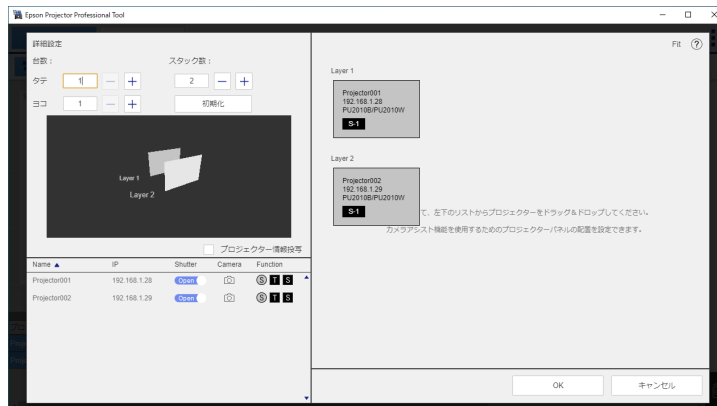 Epson Projector Professional Tool
詳細設定
台数：
スタック数：
タテ 1 − + 2 − +
ヨコ 1 − + 初期化
Layer 1
Layer 2
プロジェクター情報投写
Name ▲ IP Shutter Camera Function
Projector001 192.168.1.28 Open S T S
Projector002 192.168.1.29 Open S T S
Fit ?
Layer 1
Projector001
192.168.1.28
PU2010B/PU2010W
S-1
Layer 2
Projector002
192.168.1.29
PU2010B/PU2010W
S-1
て、左下のリストからプロジェクターをドラッグ＆ドロップしてください。
カメラアシスト機能を使用するためのプロジェクターパネルの配置を設定できます。
OK キャンセル